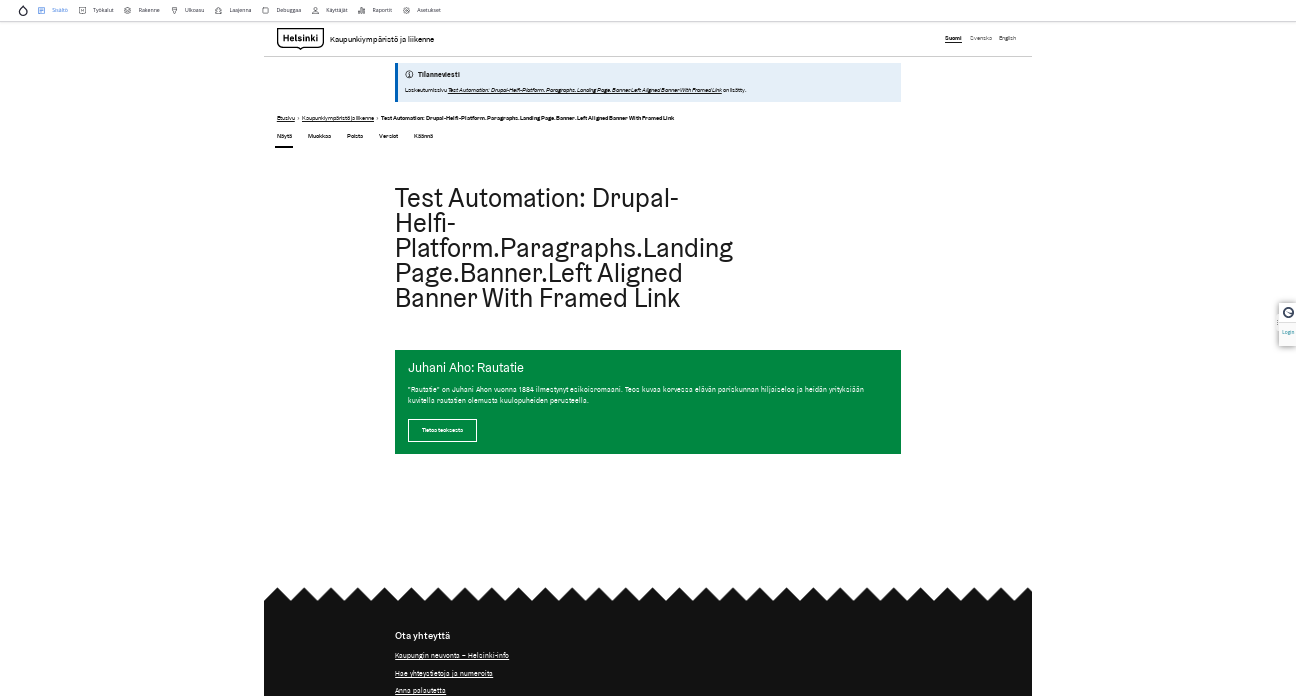 Sisältö Työkalut Rakenne Ulkoasu Laajenna Debuggaa Käyttäjät Raportit Asetukset
Helsinki Kaupunkiympäristö ja liikenne
Suomi Svenska English
Tilanneviesti
Laskeutumissivu Test Automation: Drupal-Helfi-Platform.Paragraphs.Landing Page.Banner.Left Aligned Banner With Framed Link on lisätty.
Etusivu › Kaupunkiympäristö ja liikenne › Test Automation: Drupal-Helfi-Platform.Paragraphs.Landing Page.Banner.Left Aligned Banner With Framed Link
Näytä Muokkaa Poista Versiot Käännä
Test Automation: Drupal-
Helfi-
Platform.Paragraphs.Landing
Page.Banner.Left Aligned
Banner With Framed Link
Login
Juhani Aho: Rautatie
"Rautatie" on Juhani Ahon vuonna 1884 ilmestynyt esikoisromaani. Teos kuvaa korvessa elävän pariskunnan hiljaiseloa ja heidän yrityksiään
kuvitella rautatien olemusta kuulopuheiden perusteella.
Tietoa teoksesta
Ota yhteyttä
Kaupungin neuvonta – Helsinki-info
Hae yhteystietoja ja numeroita
Anna palautetta